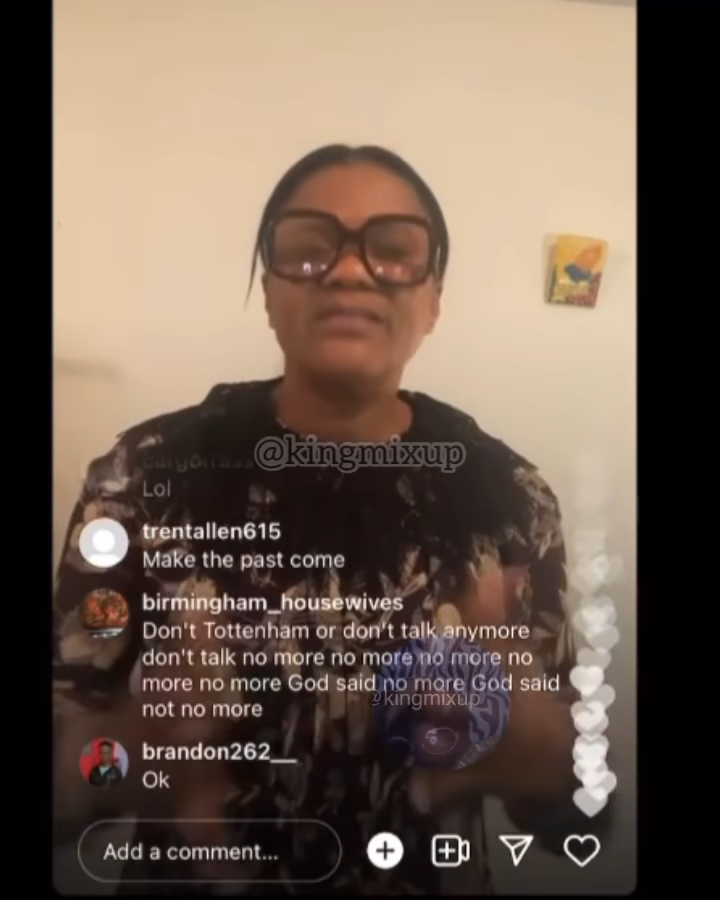 @kingmixup
Lol
trentallen615
Make the past come
birmingham_housewives
Don't Tottenham or don't talk anymore
don't talk no more no more no more no
more no more God said no more God said
not no more
@kingmixup
brandon262__
Ok
Add a comment...